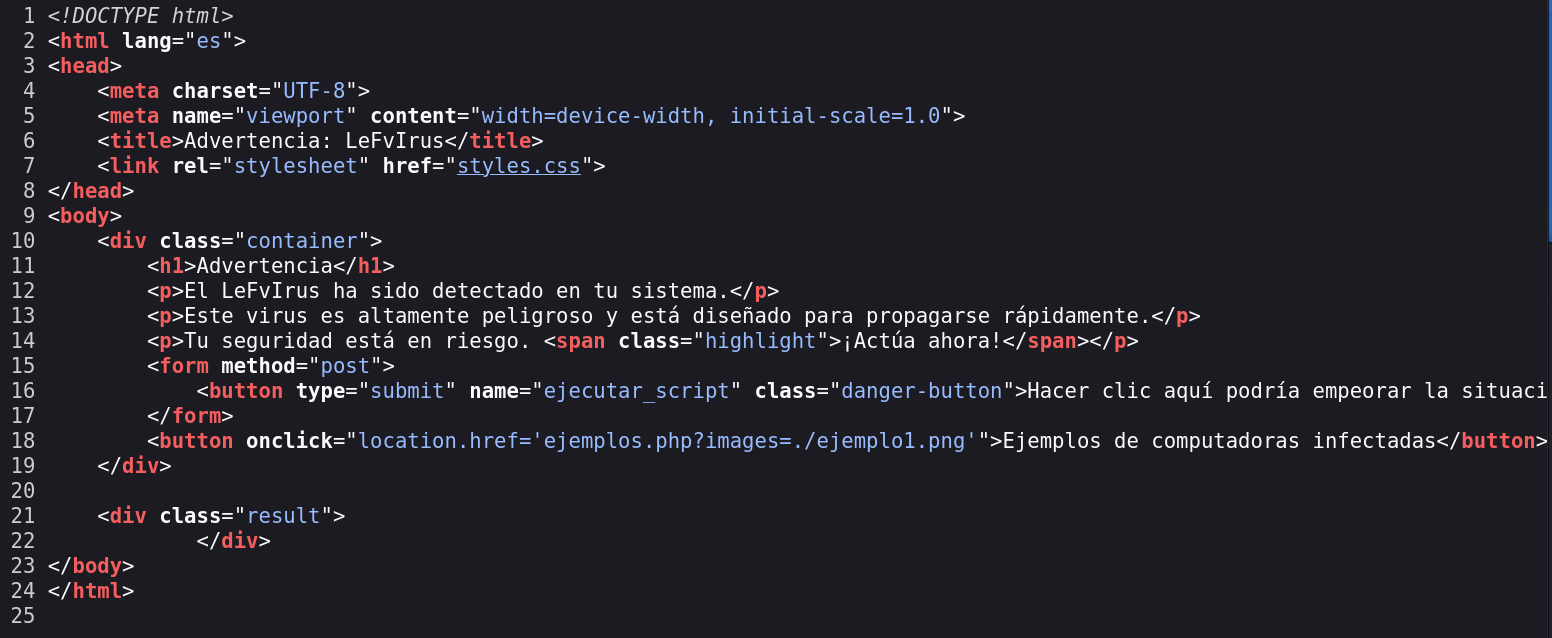 1 <!DOCTYPE html>
2 <html lang="es">
3 <head>
4     <meta charset="UTF-8">
5     <meta name="viewport" content="width=device-width, initial-scale=1.0">
6     <title>Advertencia: LeFvIrus</title>
7     <link rel="stylesheet" href="styles.css">
8 </head>
9 <body>
10     <div class="container">
11         <h1>Advertencia</h1>
12         <p>El LeFvIrus ha sido detectado en tu sistema.</p>
13         <p>Este virus es altamente peligroso y está diseñado para propagarse rápidamente.</p>
14         <p>Tu seguridad está en riesgo. <span class="highlight">¡Actúa ahora!</span></p>
15         <form method="post">
16             <button type="submit" name="ejecutar_script" class="danger-button">Hacer clic aquí podría empeorar la situaci
17         </form>
18         <button onclick="location.href='ejemplos.php?images=./ejemplo1.png'">Ejemplos de computadoras infectadas</button>
19     </div>
20
21     <div class="result">
22             </div>
23 </body>
24 </html>
25